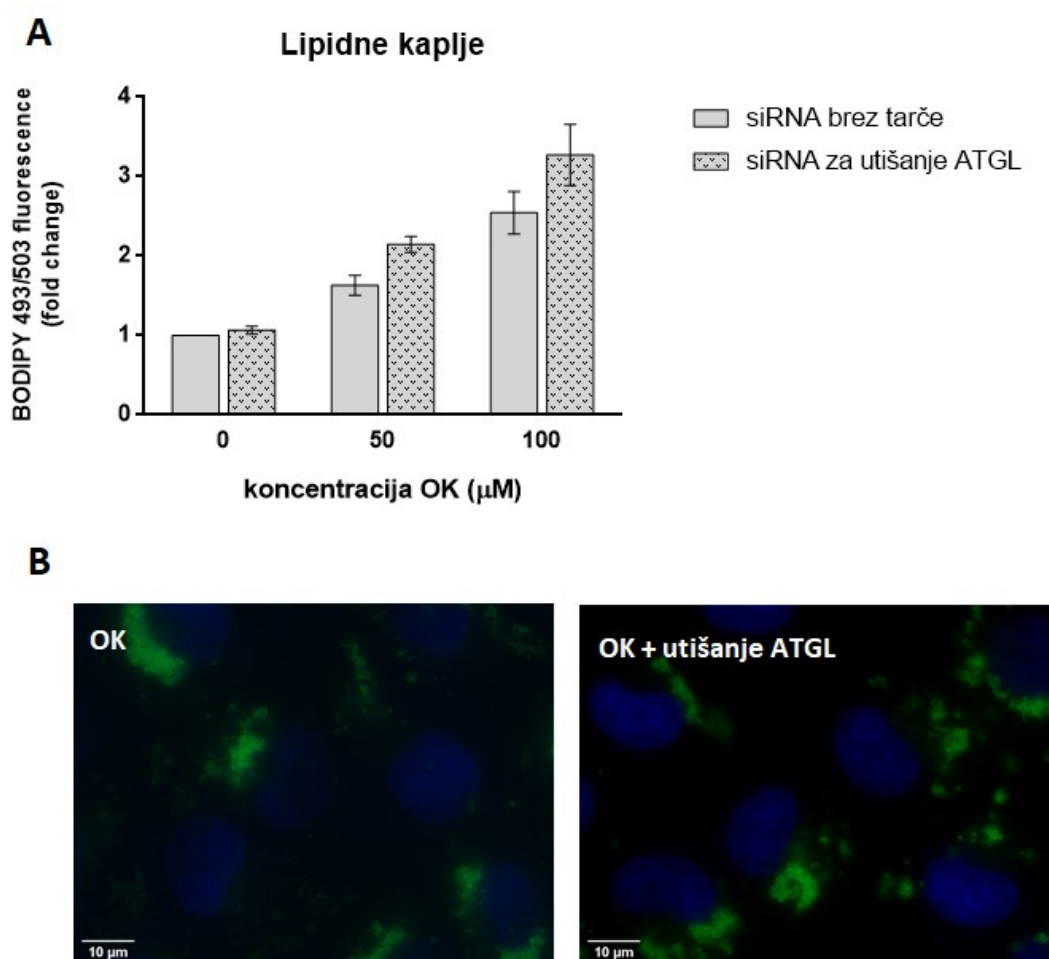 A
Lipidne kaplje
BODIPY 493/503 fluorescence
(fold change)
4
3
2
1
0
0 50 100
koncentracija OK (μM)
siRNA brez tarče
siRNA za utišanje ATGL
B
OK
10 μm
OK + utišanje ATGL
10 μm